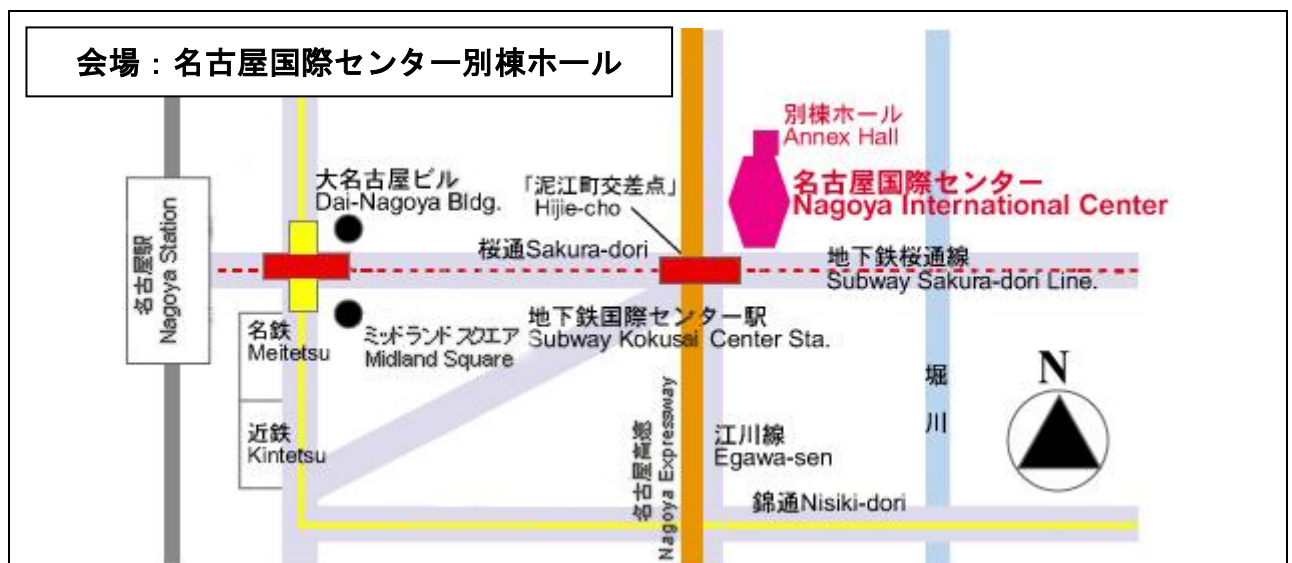 会場：名古屋国際センター別棟ホール
別棟ホール
Annex Hall
名古屋国際センター
Nagoya International Center
大名古屋ビル
Dai-Nagoya Bldg.
「泥江町交差点」
Hijie-cho
名古屋駅
Nagoya Station
桜通Sakura-dori
地下鉄桜通線
Subway Sakura-dori Line.
名鉄
Meitetsu
ミッドランドスクエア
Midland Square
地下鉄国際センター駅
Subway Kokusai Center Sta.
N
堀川
近鉄
Kintetsu
名古屋高速
Nagoya Expressway
江川線
Egawa-sen
錦通Nisiki-dori